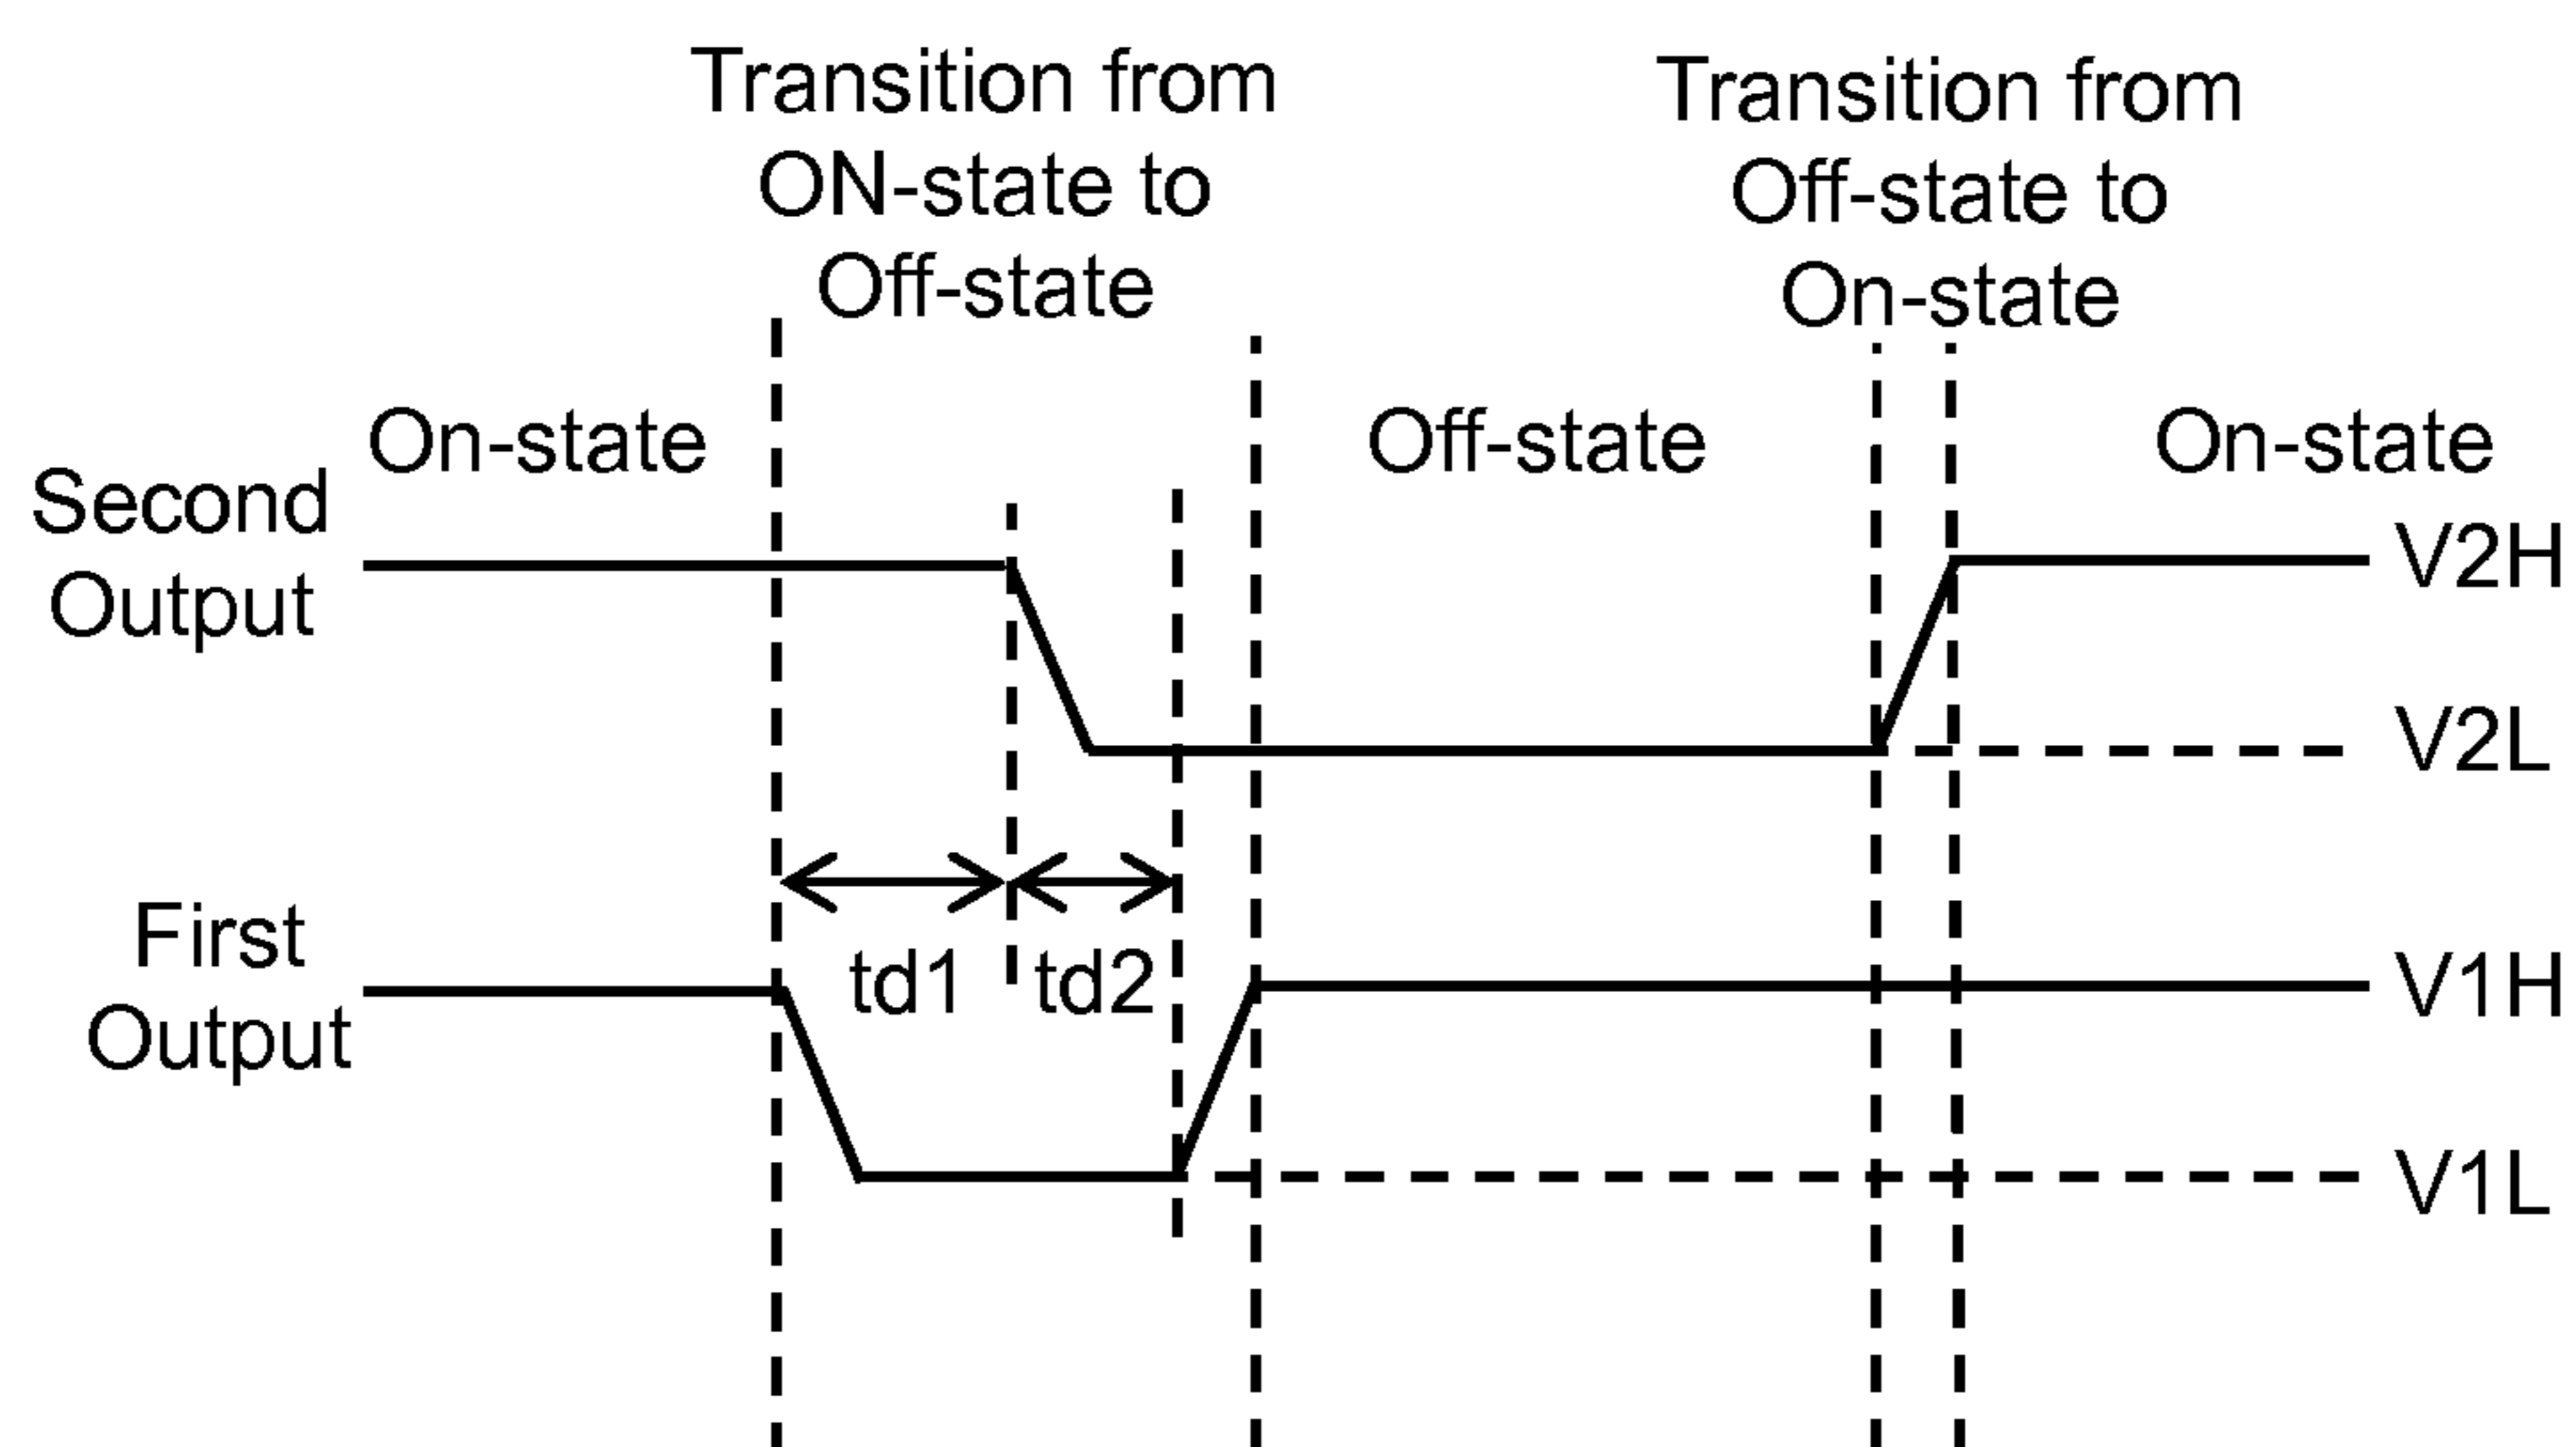 Transition from
ON-state to
Off-state
Transition from
Off-state to
On-state
On-state
Off-state
On-state
Second
Output
V2H
V2L
First
Output
td1
td2
V1H
V1L